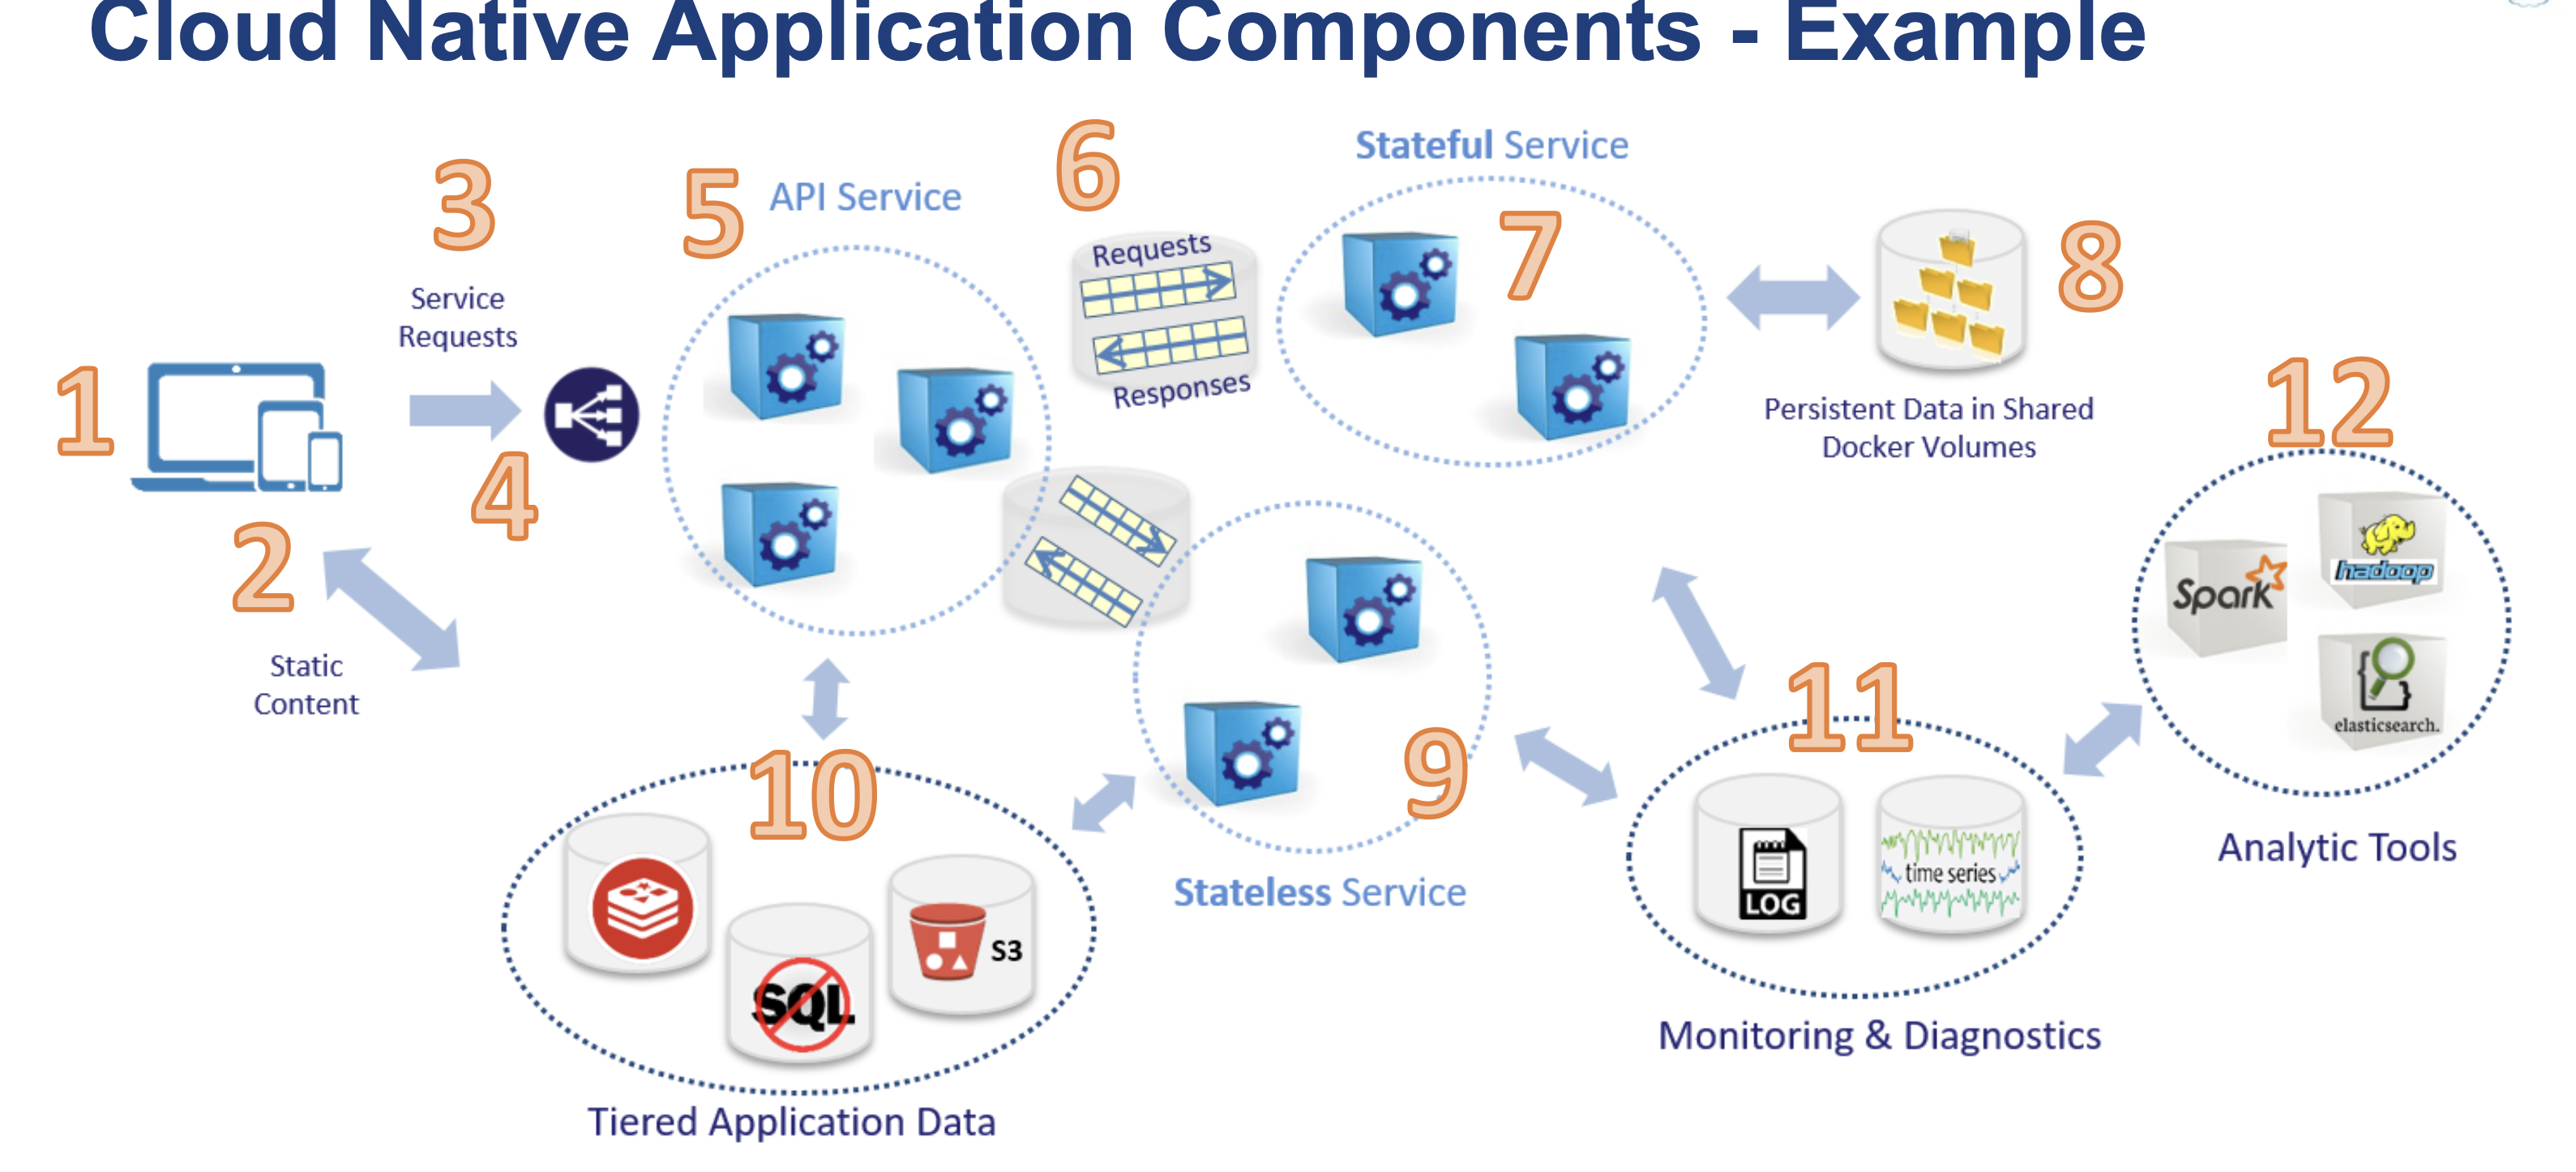 Cloud Native Application Components - Example
1
2
Static
Content
3
Service
Requests
4
5
API Service
6
Requests
Responses
Stateful Service
7
8
Persistent Data in Shared
Docker Volumes
9
Stateless Service
10
SQL
S3
Tiered Application Data
11
LOG
time series
Monitoring & Diagnostics
12
Spark
hadoop
elasticsearch.
Analytic Tools